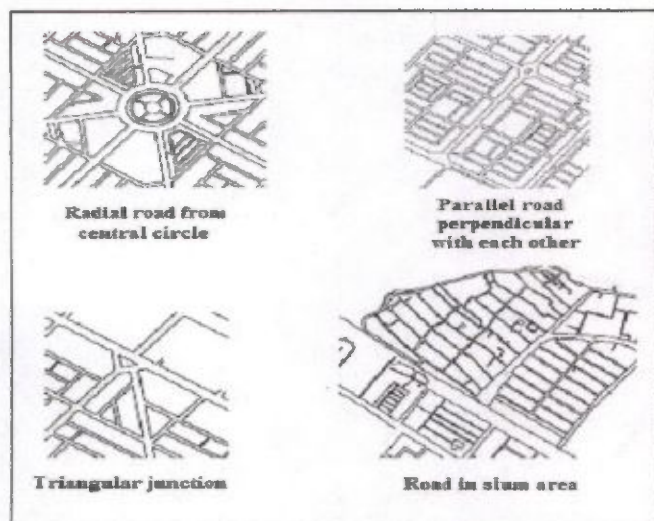 Radial road from
central circle
Parallel road
perpendicular
with each other
Triangular junction
Road in slum area